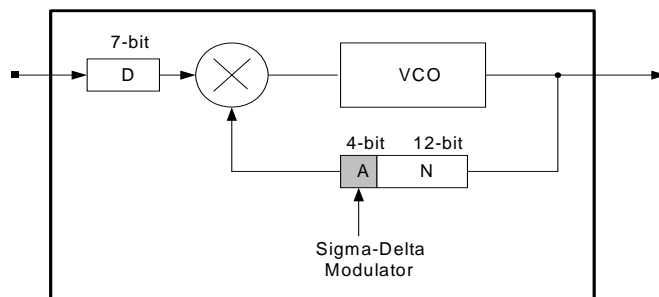 7-bit
D
VCO
4-bit 12-bit
A N
Sigma-Delta
Modulator